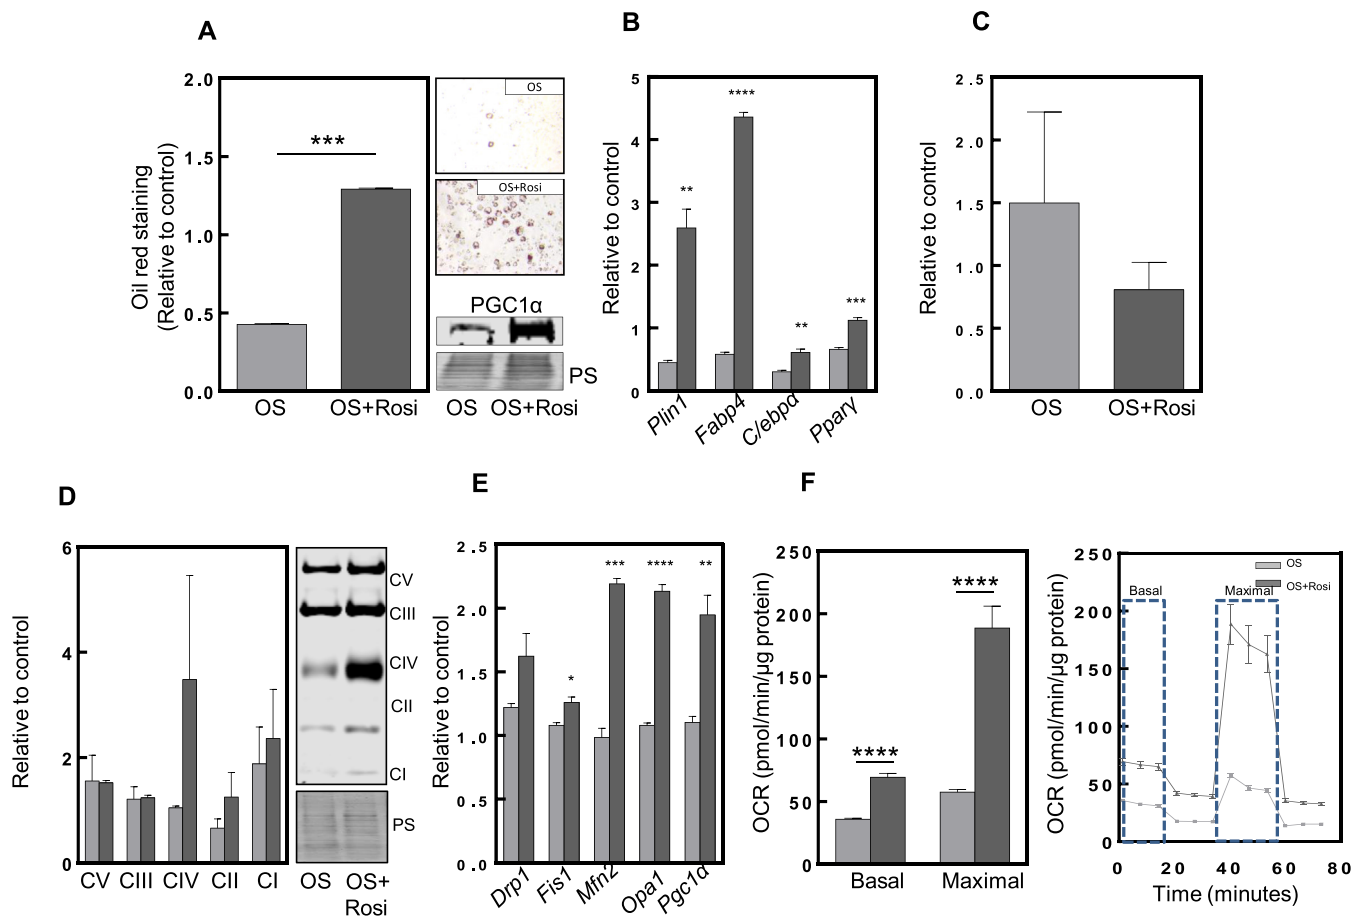 A
B
C
2.0
1.5
1.0
0.5
0.0
Oil red staining
(Relative to control)
***
OS
OS+Rosi
OS
OS+Rosi
PGC1α
PS
OS OS+Rosi
5
4
3
2
1
0
Relative to control
**
****
**
***
Plin1
Fabp4
C/ebpα
Pparγ
2.5
2.0
1.5
1.0
0.5
0.0
Relative to control
OS
OS+Rosi
D
E
F
6
4
2
0
Relative to control
CV CIII CIV CII CI
CV
CIII
CIV
CII
CI
PS
OS OS+
Rosi
2.5
2.0
1.5
1.0
0.0
Relative to control
*
***
****
**
Drp1
Fis1
Mfn2
Opa1
Pgc1α
250
200
150
100
50
0
OCR (pmol/min/µg protein)
****
****
Basal
Maximal
250
200
150
100
50
0
OCR (pmol/min/µg protein)
OS
OS+Rosi
Basal
Maximal
0 20 40 60 80
Time (minutes)